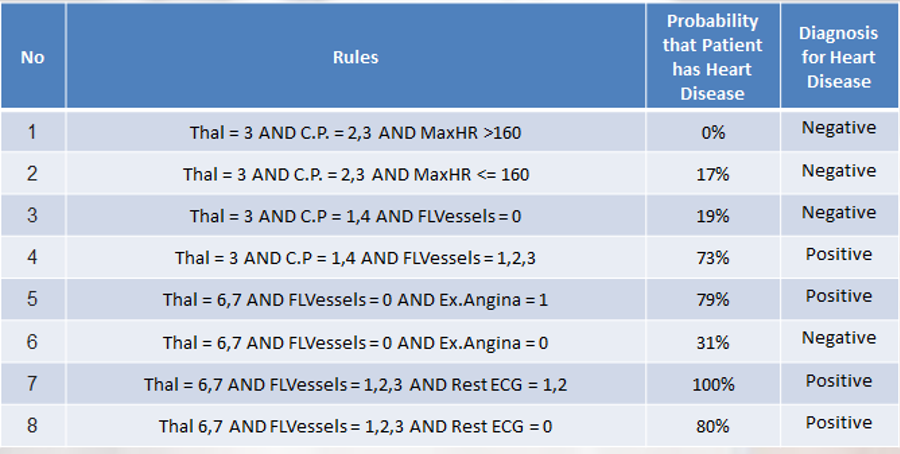 No Rules Probability that Patient has Heart Disease Diagnosis for Heart Disease
1 Thal = 3 AND C.P. = 2,3 AND MaxHR >160 0% Negative
2 Thal = 3 AND C.P. = 2,3 AND MaxHR <= 160 17% Negative
3 Thal = 3 AND C.P = 1,4 AND FLVessels = 0 19% Negative
4 Thal = 3 AND C.P = 1,4 AND FLVessels = 1,2,3 73% Positive
5 Thal = 6,7 AND FLVessels = 0 AND Ex.Angina = 1 79% Positive
6 Thal = 6,7 AND FLVessels = 0 AND Ex.Angina = 0 31% Negative
7 Thal = 6,7 AND FLVessels = 1,2,3 AND Rest ECG = 1,2 100% Positive
8 Thal 6,7 AND FLVessels = 1,2,3 AND Rest ECG = 0 80% Positive